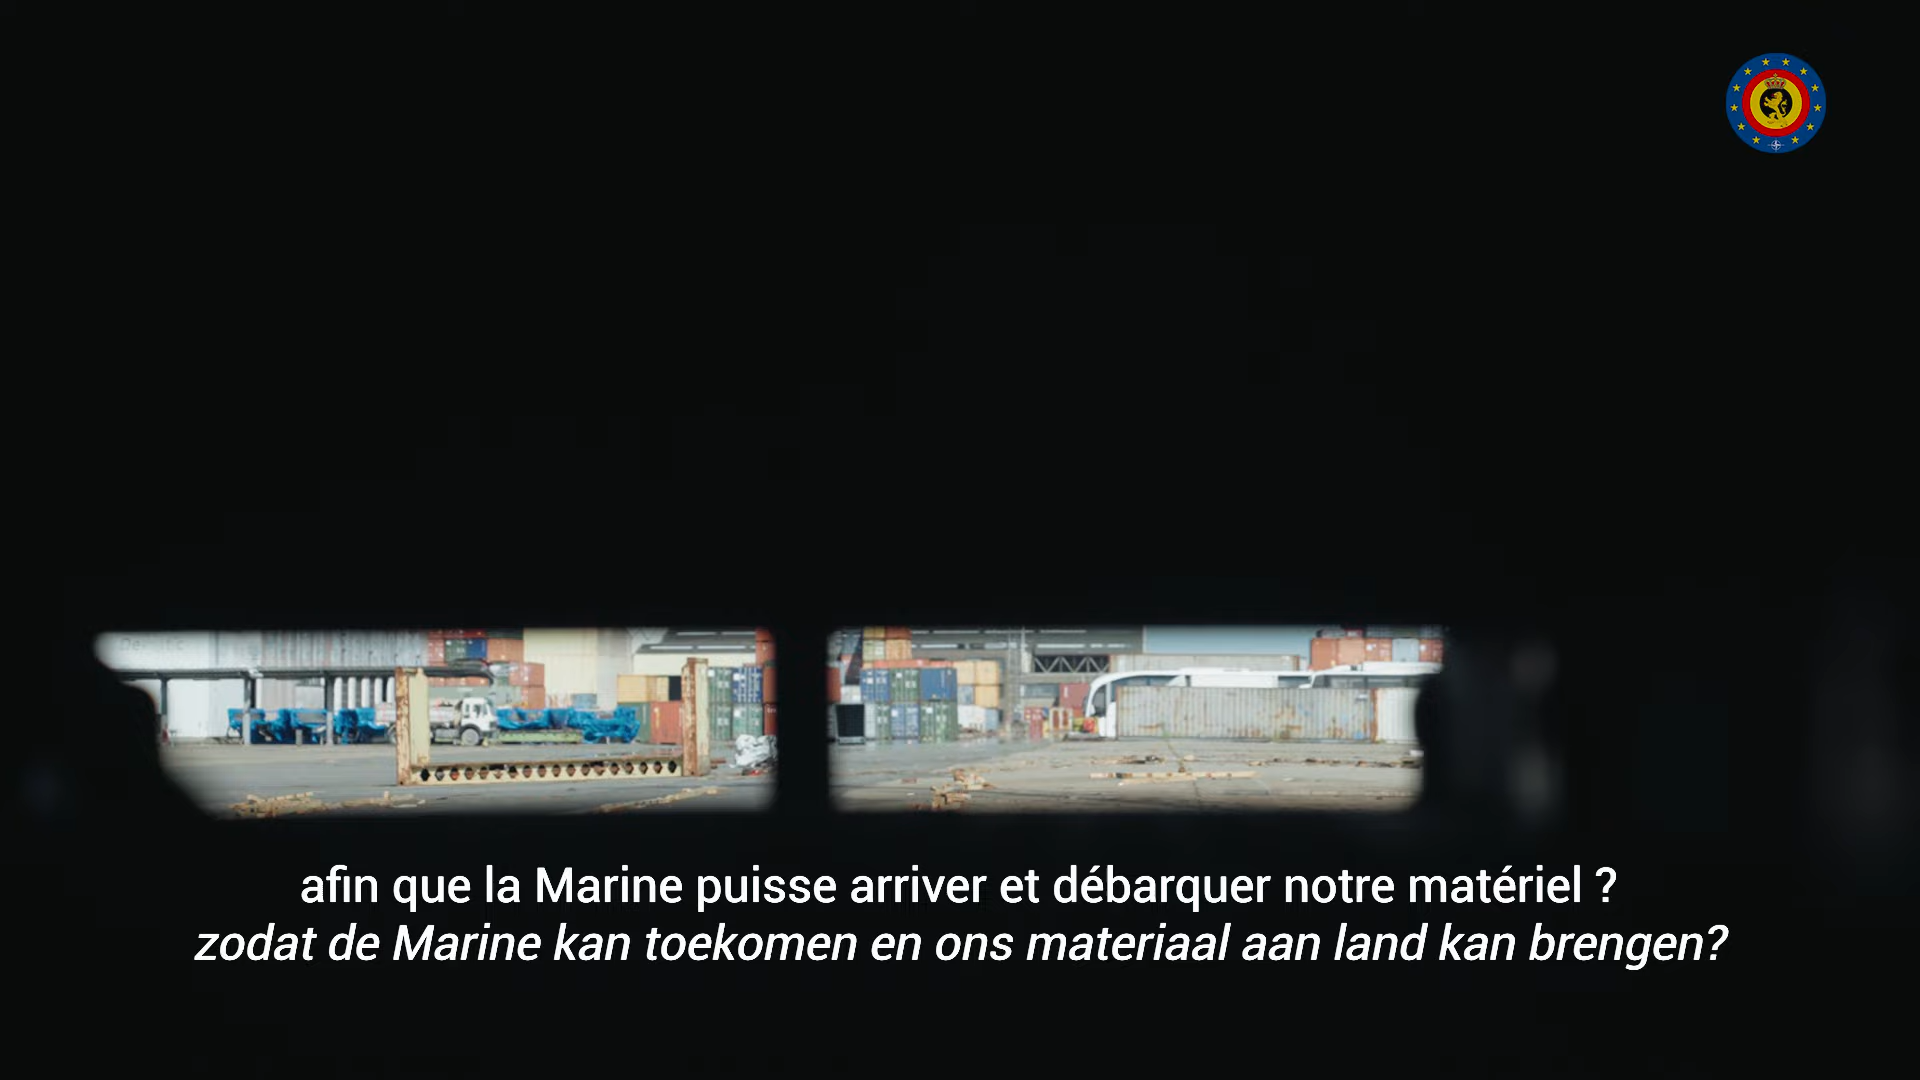 afin que la Marine puisse arriver et débarquer notre matériel ?
zodat de Marine kan toekomen en ons materiaal aan land kan brengen?